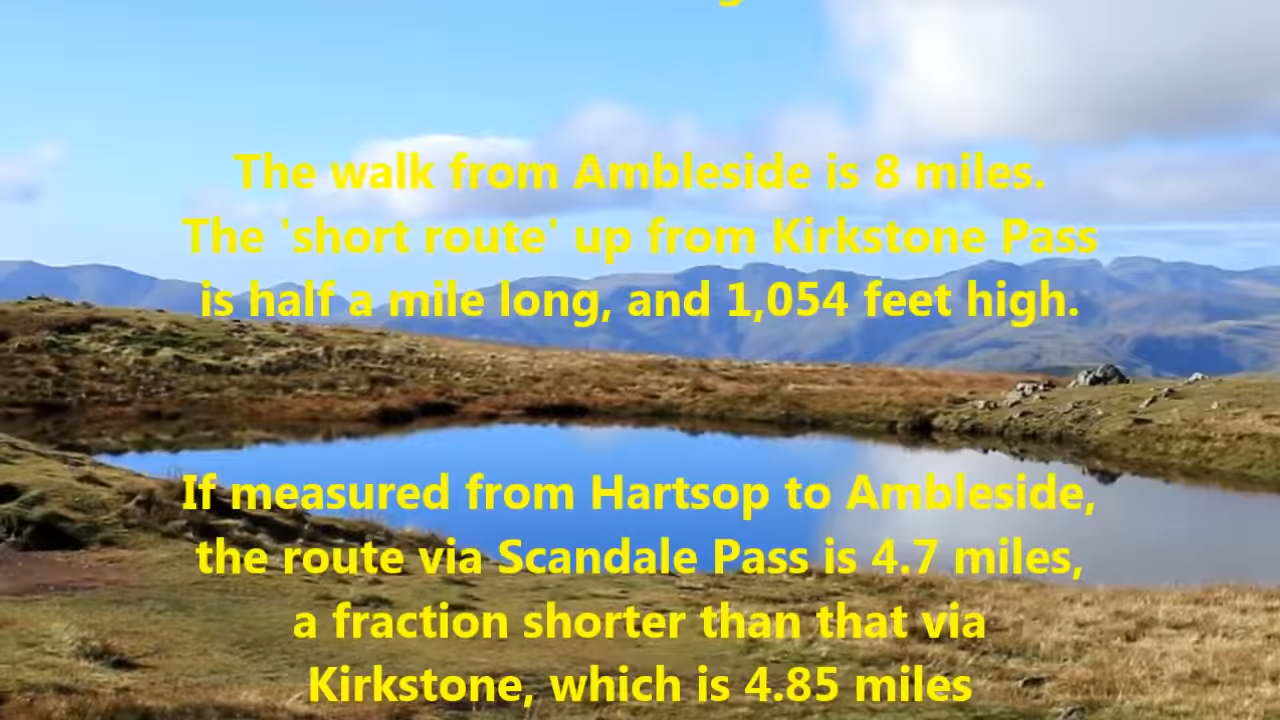 The walk from Ambleside is 8 miles.
The 'short route' up from Kirkstone Pass
is half a mile long, and 1,054 feet high.
If measured from Hartsop to Ambleside,
the route via Scandale Pass is 4.7 miles,
a fraction shorter than that via
Kirkstone, which is 4.85 miles